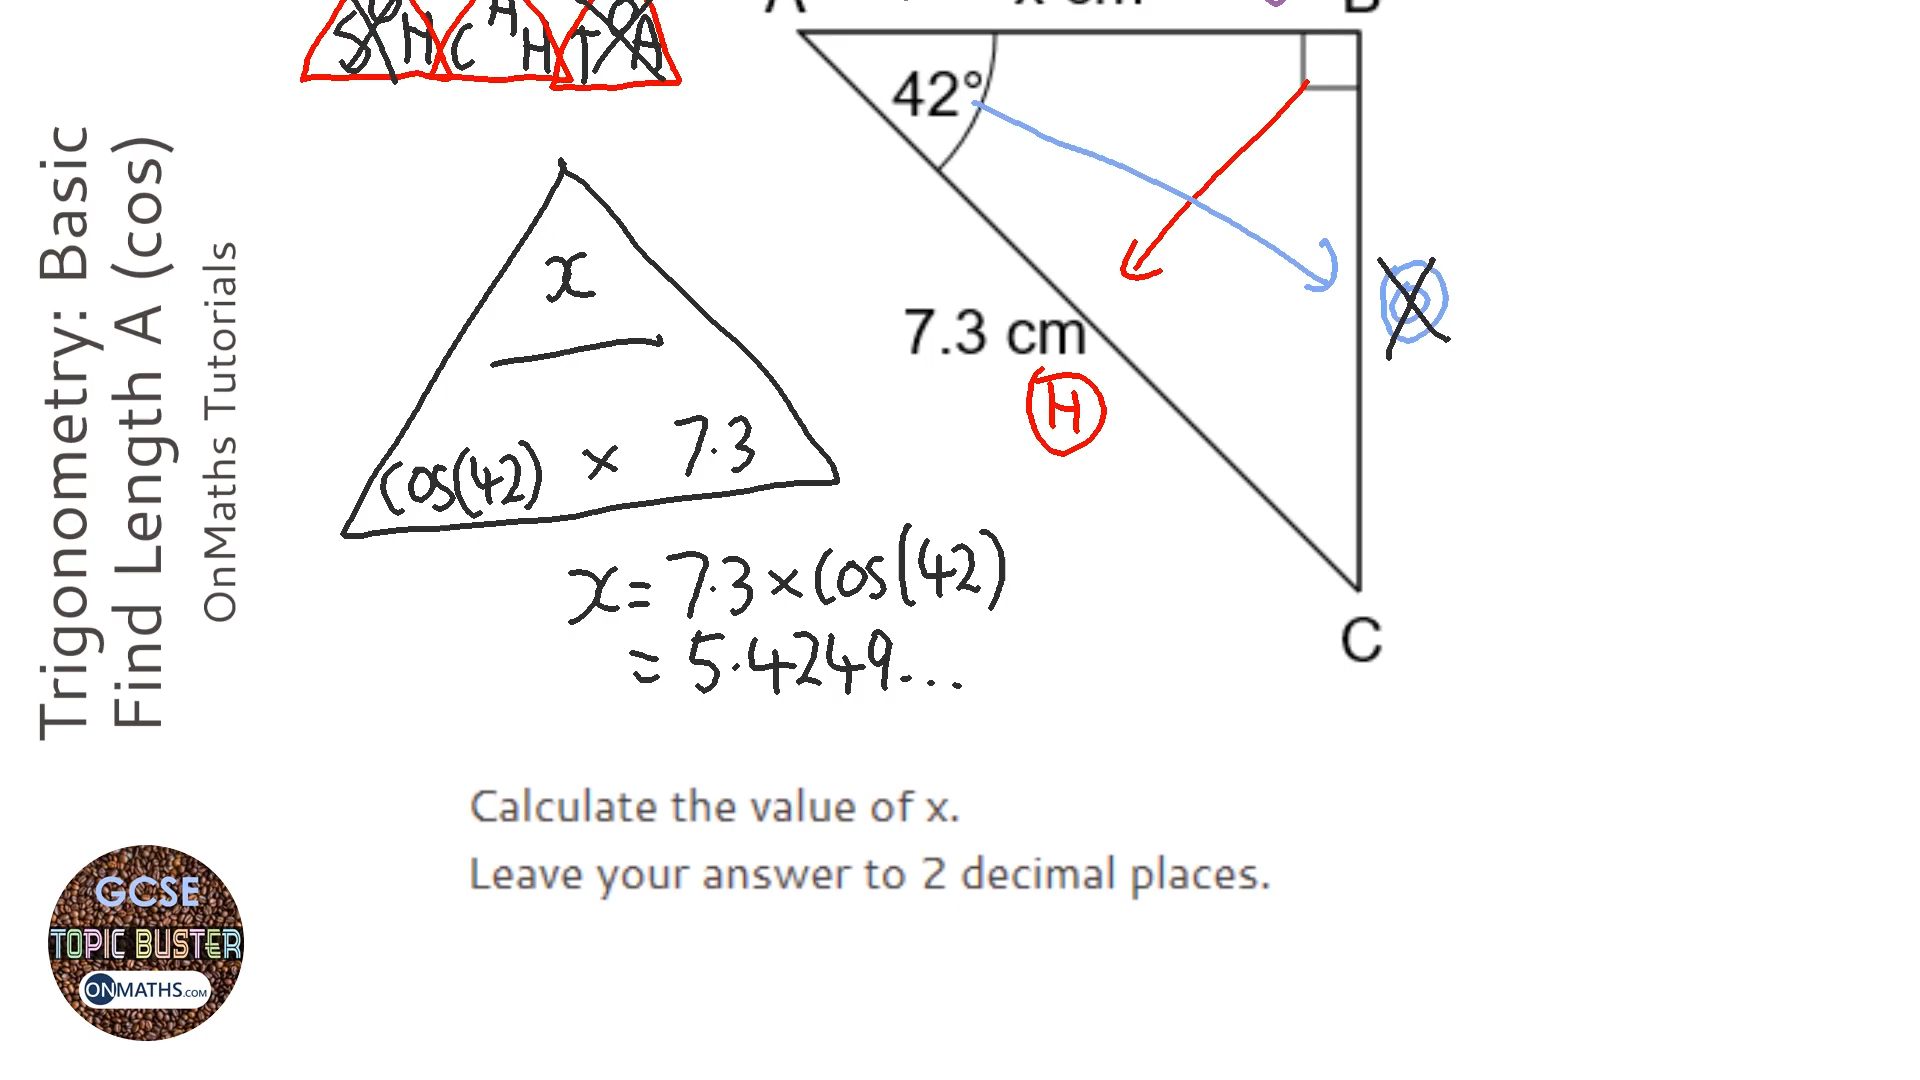 Trigonometry: Basic
Find Length A (cos)
OnMaths Tutorials
S H C A H T O A
A
B
42°
7.3 cm
H
C
x
cos(42) × 7.3
x = 7.3 × cos(42)
= 5.4249...
Calculate the value of x.
Leave your answer to 2 decimal places.
GCSE
TOPIC BUSTER
ONMATHS.COM